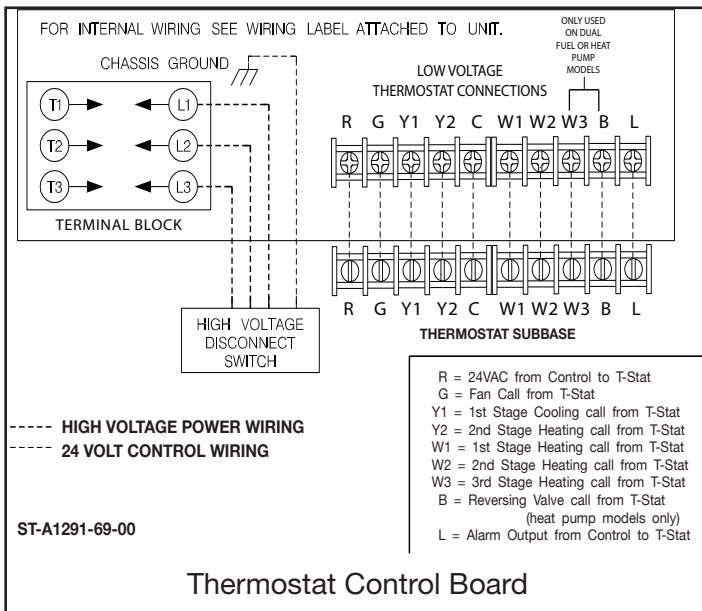 FOR INTERNAL WIRING SEE WIRING LABEL ATTACHED TO UNIT.
ONLY USED
ON DUAL
FUEL OR HEAT
PUMP
MODELS
CHASSIS GROUND
LOW VOLTAGE
THERMOSTAT CONNECTIONS
R G Y1 Y2 C W1 W2 W3 B L
T1 L1
T2 L2
T3 L3
TERMINAL BLOCK
R G Y1 Y2 C W1 W2 W3 B L
THERMOSTAT SUBBASE
HIGH VOLTAGE
DISCONNECT
SWITCH
HIGH VOLTAGE POWER WIRING
24 VOLT CONTROL WIRING
R = 24VAC from Control to T-Stat
G = Fan Call from T-Stat
Y1 = 1st Stage Cooling call from T-Stat
Y2 = 2nd Stage Heating call from T-Stat
W1 = 1st Stage Heating call from T-Stat
W2 = 2nd Stage Heating call from T-Stat
W3 = 3rd Stage Heating call from T-Stat
B = Reversing Valve call from T-Stat
(heat pump models only)
L = Alarm Output from Control to T-Stat
ST-A1291-69-00
Thermostat Control Board